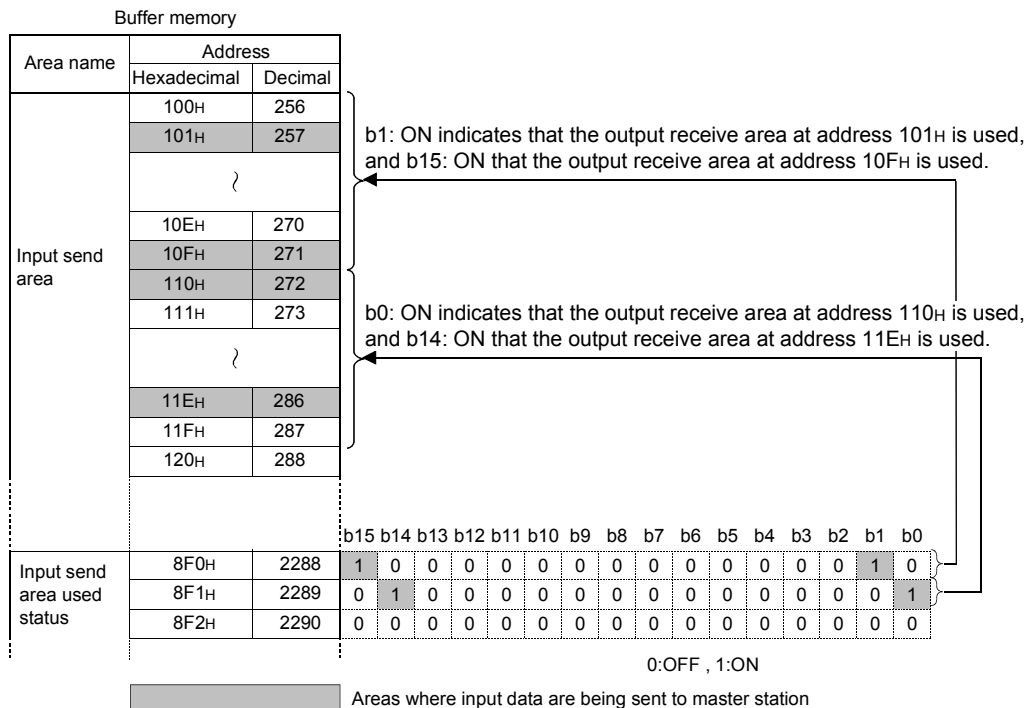 Buffer memory
Area name Address
Hexadecimal Decimal
100H 256
101H 257
b1: ON indicates that the output receive area at address 101H is used,
and b15: ON that the output receive area at address 10FH is used.
10EH 270
Input send area
10FH 271
110H 272
111H 273
b0: ON indicates that the output receive area at address 110H is used,
and b14: ON that the output receive area at address 11EH is used.
11EH 286
11FH 287
120H 288
b15 b14 b13 b12 b11 b10 b9 b8 b7 b6 b5 b4 b3 b2 b1 b0
Input send area used status
8F0H 2288 1 0 0 0 0 0 0 0 0 0 0 0 0 0 1 0
8F1H 2289 0 1 0 0 0 0 0 0 0 0 0 0 0 0 0 1
8F2H 2290 0 0 0 0 0 0 0 0 0 0 0 0 0 0 0 0
0:OFF , 1:ON
Areas where input data are being sent to master station